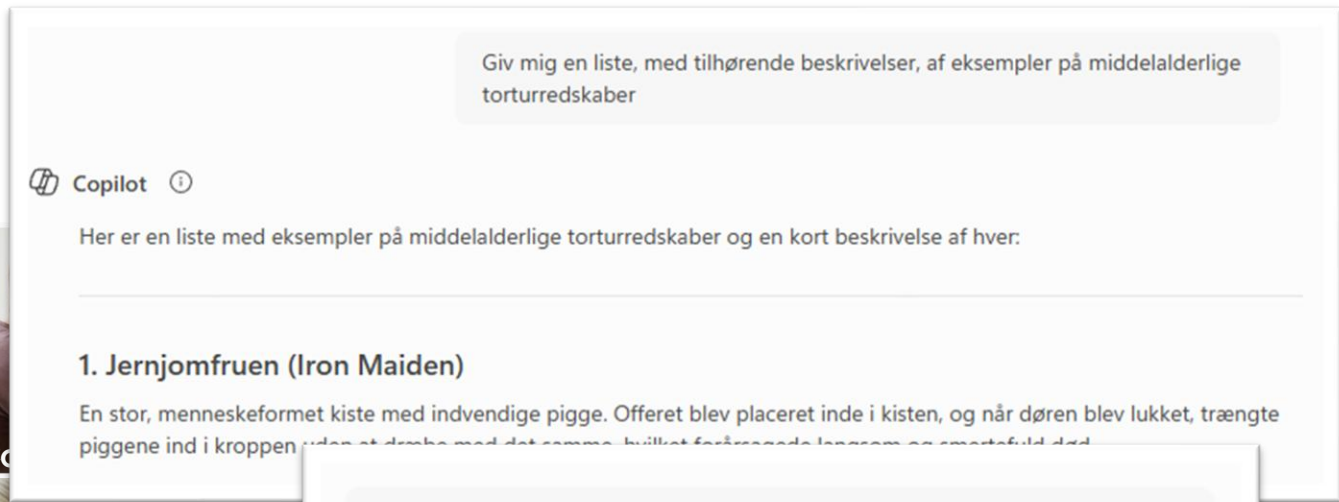 Giv mig en liste, med tilhørende beskrivelser, af eksempler på middelalderlige
torturredskaber
Copilot
Her er en liste med eksempler på middelalderlige torturredskaber og en kort beskrivelse af hver:
1. Jernjomfruen (Iron Maiden)
En stor, menneskeformet kiste med indvendige pigge. Offeret blev placeret inde i kisten, og når døren blev lukket, trængte
piggene ind i kroppen